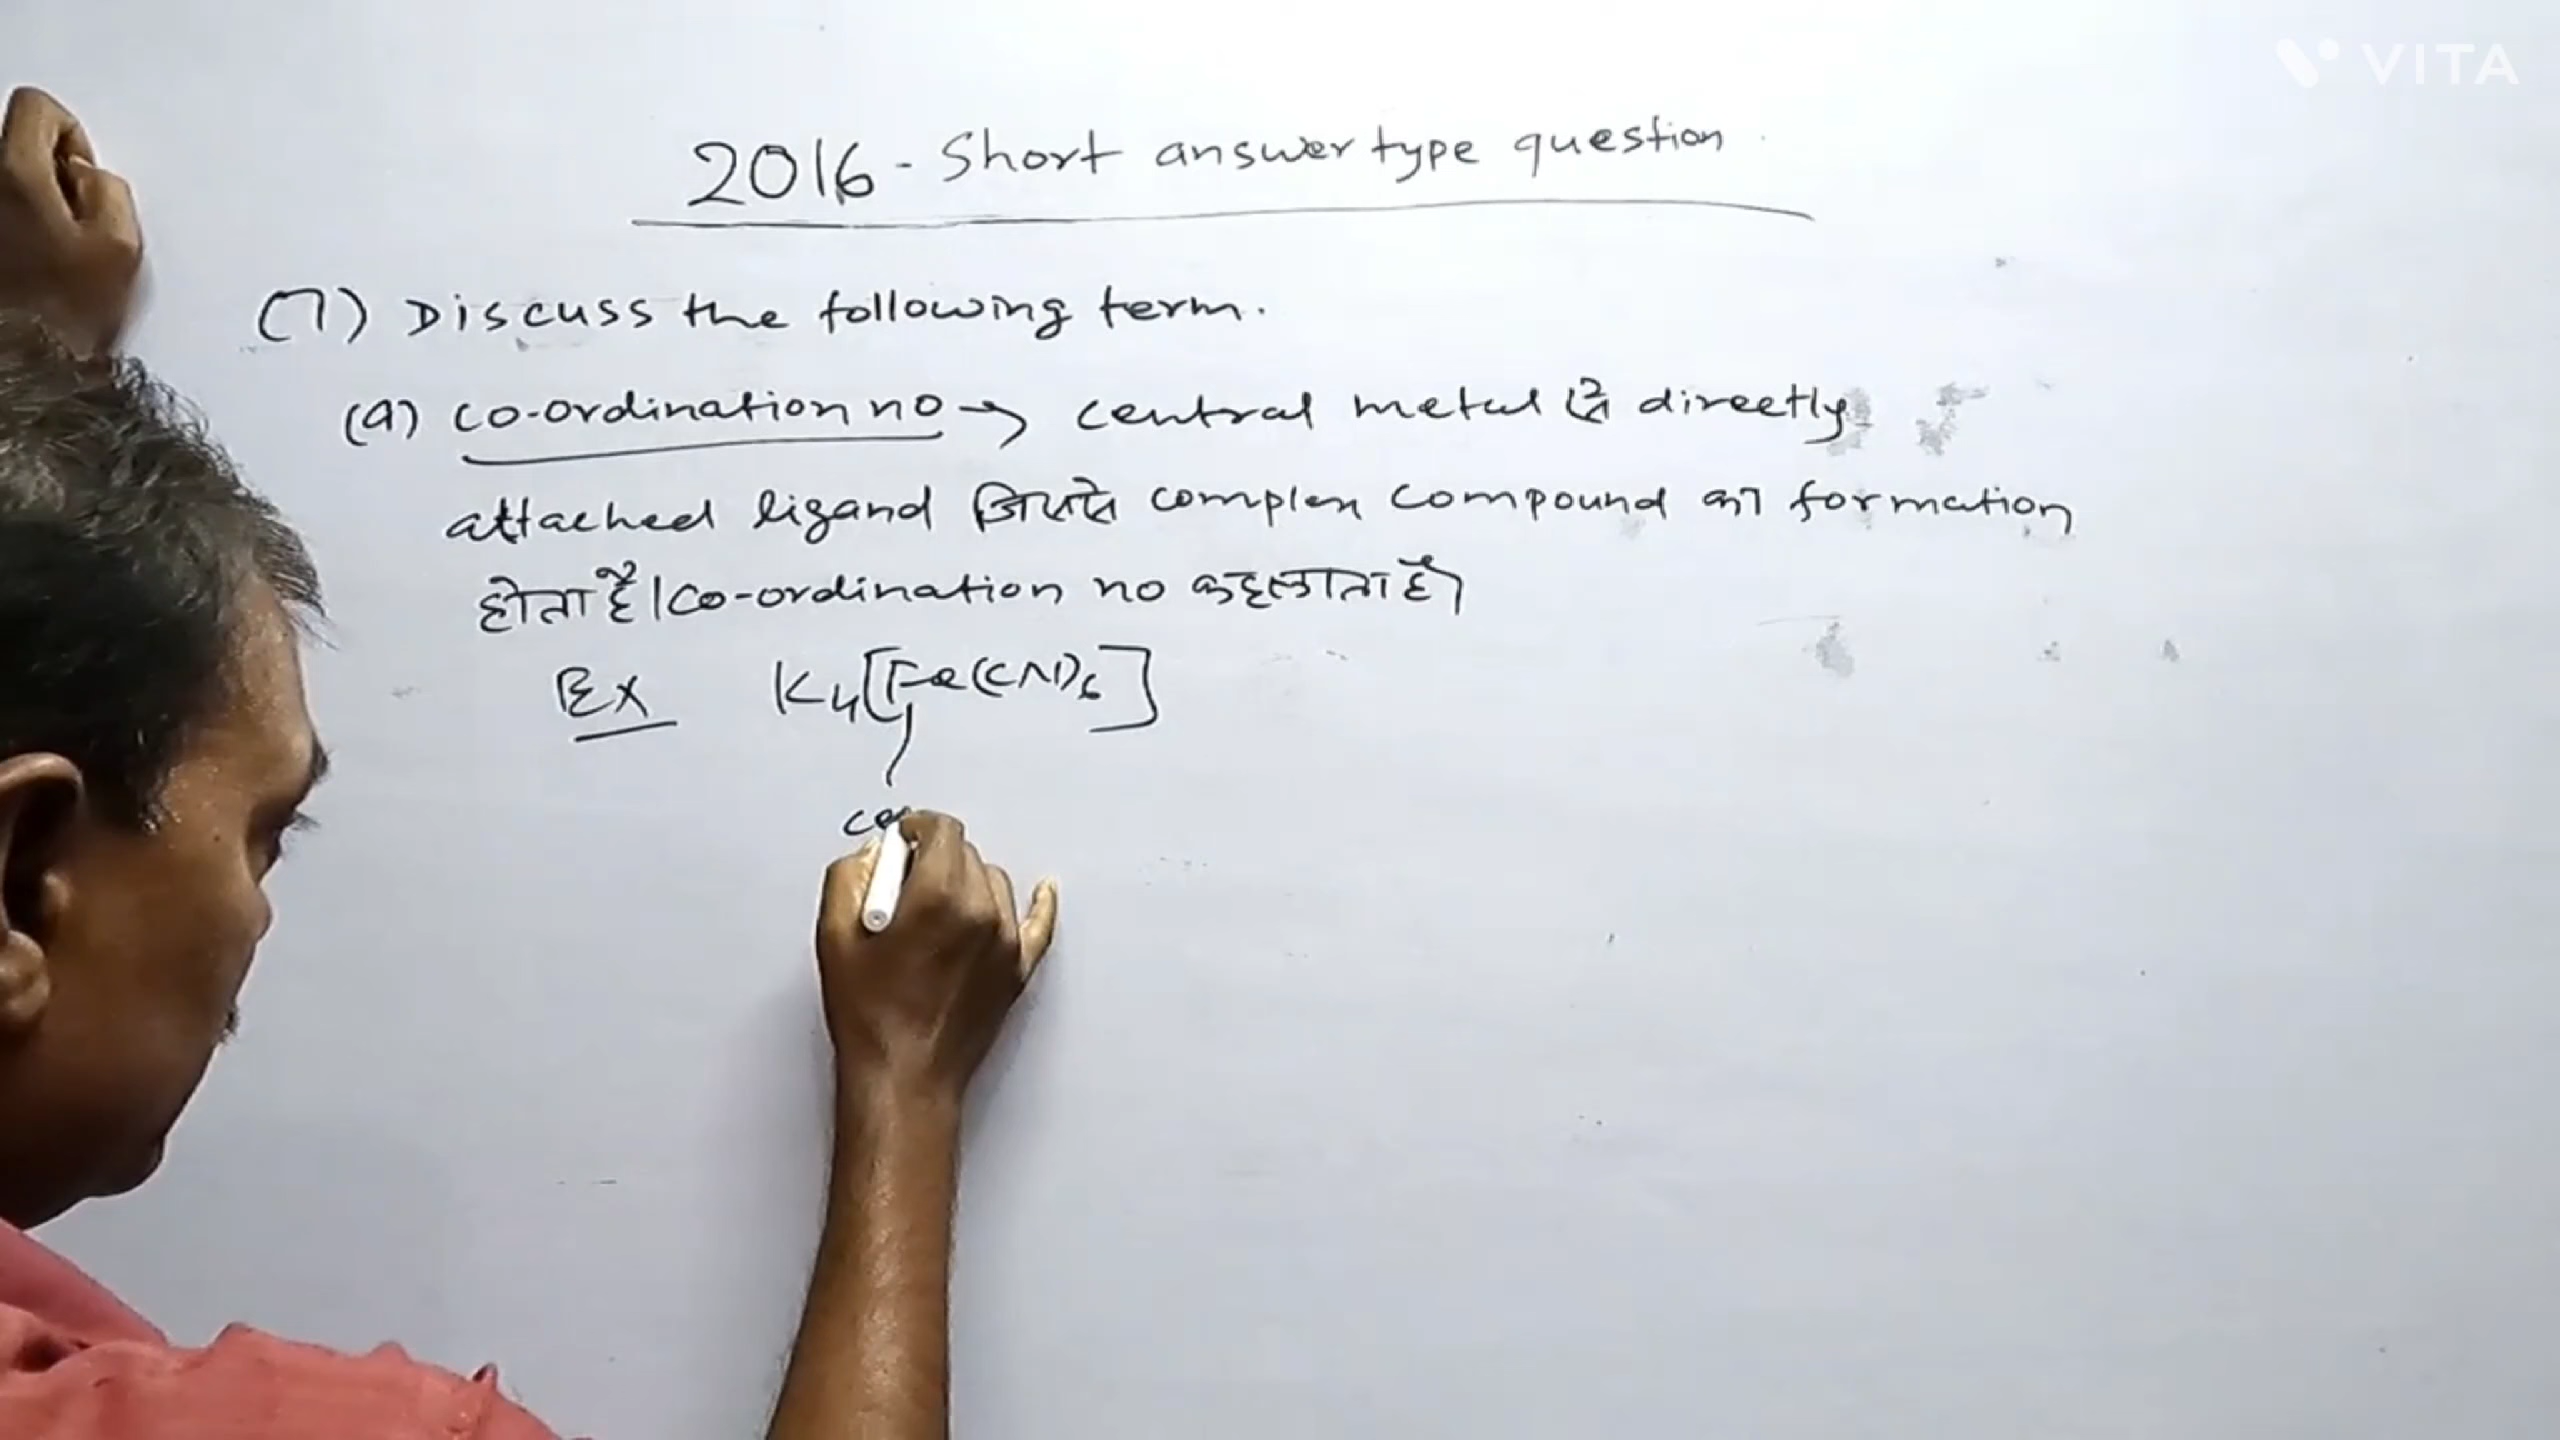 VITA
2016 - Short answer type question
(7) Discuss the following term.
(a) co-ordination no → central metal से directly
attached ligand जिससे complex compound का formation
होता है। co-ordination no कहलाता है।
Ex K4[Fe(CN)6]
ce